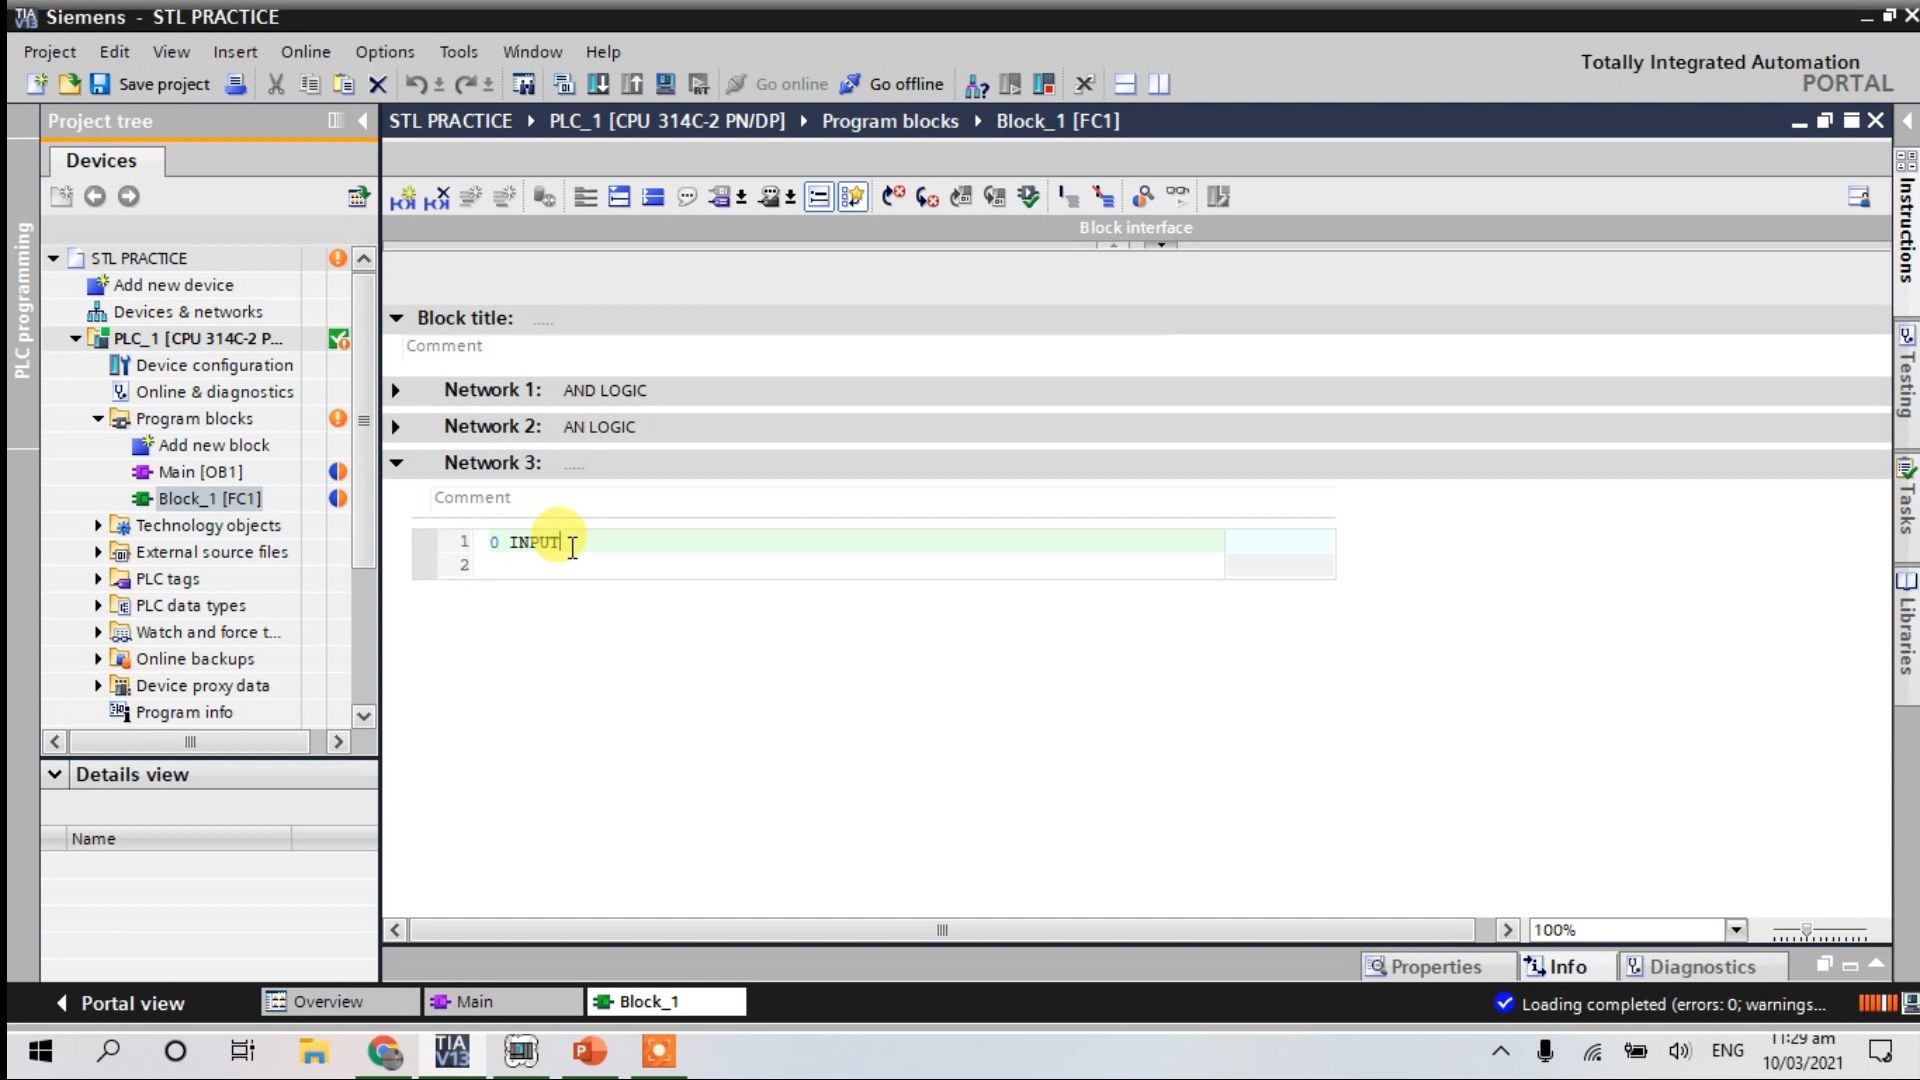 TIA V13 Siemens - STL PRACTICE
Project Edit View Insert Online Options Tools Window Help
Totally Integrated Automation
PORTAL
Save project Go online Go offline
Project tree
STL PRACTICE PLC_1 [CPU 314C-2 PN/DP] Program blocks Block_1 [FC1]
Devices
PLC programming
Block interface
STL PRACTICE
Add new device
Devices & networks
PLC_1 [CPU 314C-2 P...
Device configuration
Online & diagnostics
Program blocks
Add new block
Main [OB1]
Block_1 [FC1]
Technology objects
External source files
PLC tags
PLC data types
Watch and force t...
Online backups
Device proxy data
Program info
Details view
Name
Block title: .....
Comment
Network 1: AND LOGIC
Network 2: AN LOGIC
Network 3: .....
Comment
1 O INPUT
2
100%
Properties Info Diagnostics
Instructions
Testing
Tasks
Libraries
Portal view Overview Main Block_1
Loading completed (errors: 0; warnings...
TIA V13
ENG
11:29 am
10/03/2021